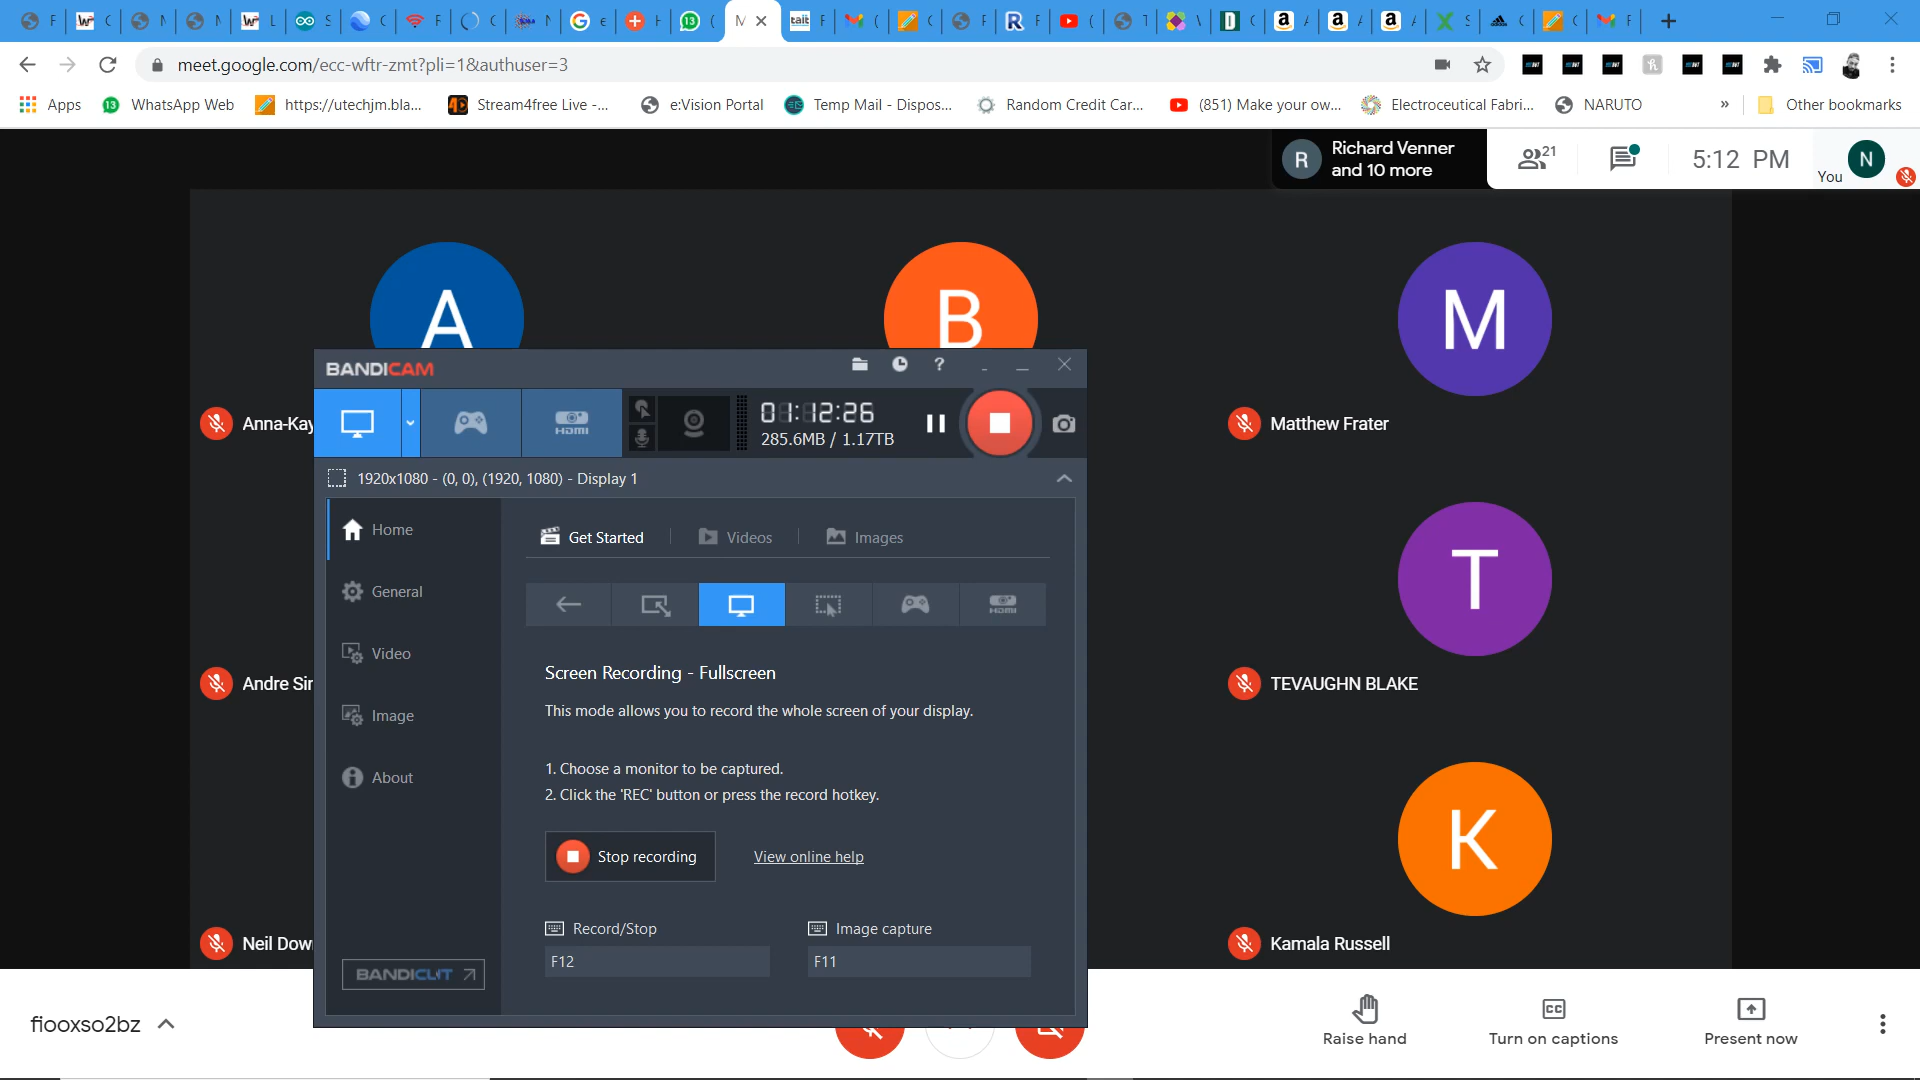 meet.google.com/ecc-wftr-zmt?pli=1&authuser=3
Apps
WhatsApp Web
https://utechjm.bla...
Stream4free Live -...
e:Vision Portal
Temp Mail - Dispos...
Random Credit Car...
(851) Make your ow...
Electroceutical Fabri...
NARUTO
»
Other bookmarks
R
Richard Venner
and 10 more
21
5:12 PM
You
N
A
B
M
Anna-Kay
Matthew Frater
T
Andre Sin
TEVAUGHN BLAKE
K
Neil Dow
Kamala Russell
BANDICAM
HDMI
01:12:26
285.6MB / 1.17TB
1920x1080 - (0, 0), (1920, 1080) - Display 1
Home
General
Video
Image
About
BANDICUT
Get Started
Videos
Images
HDMI
Screen Recording - Fullscreen
This mode allows you to record the whole screen of your display.
1. Choose a monitor to be captured.
2. Click the 'REC' button or press the record hotkey.
Stop recording
View online help
Record/Stop
Image capture
F12
F11
fiooxso2bz
Raise hand
Turn on captions
Present now